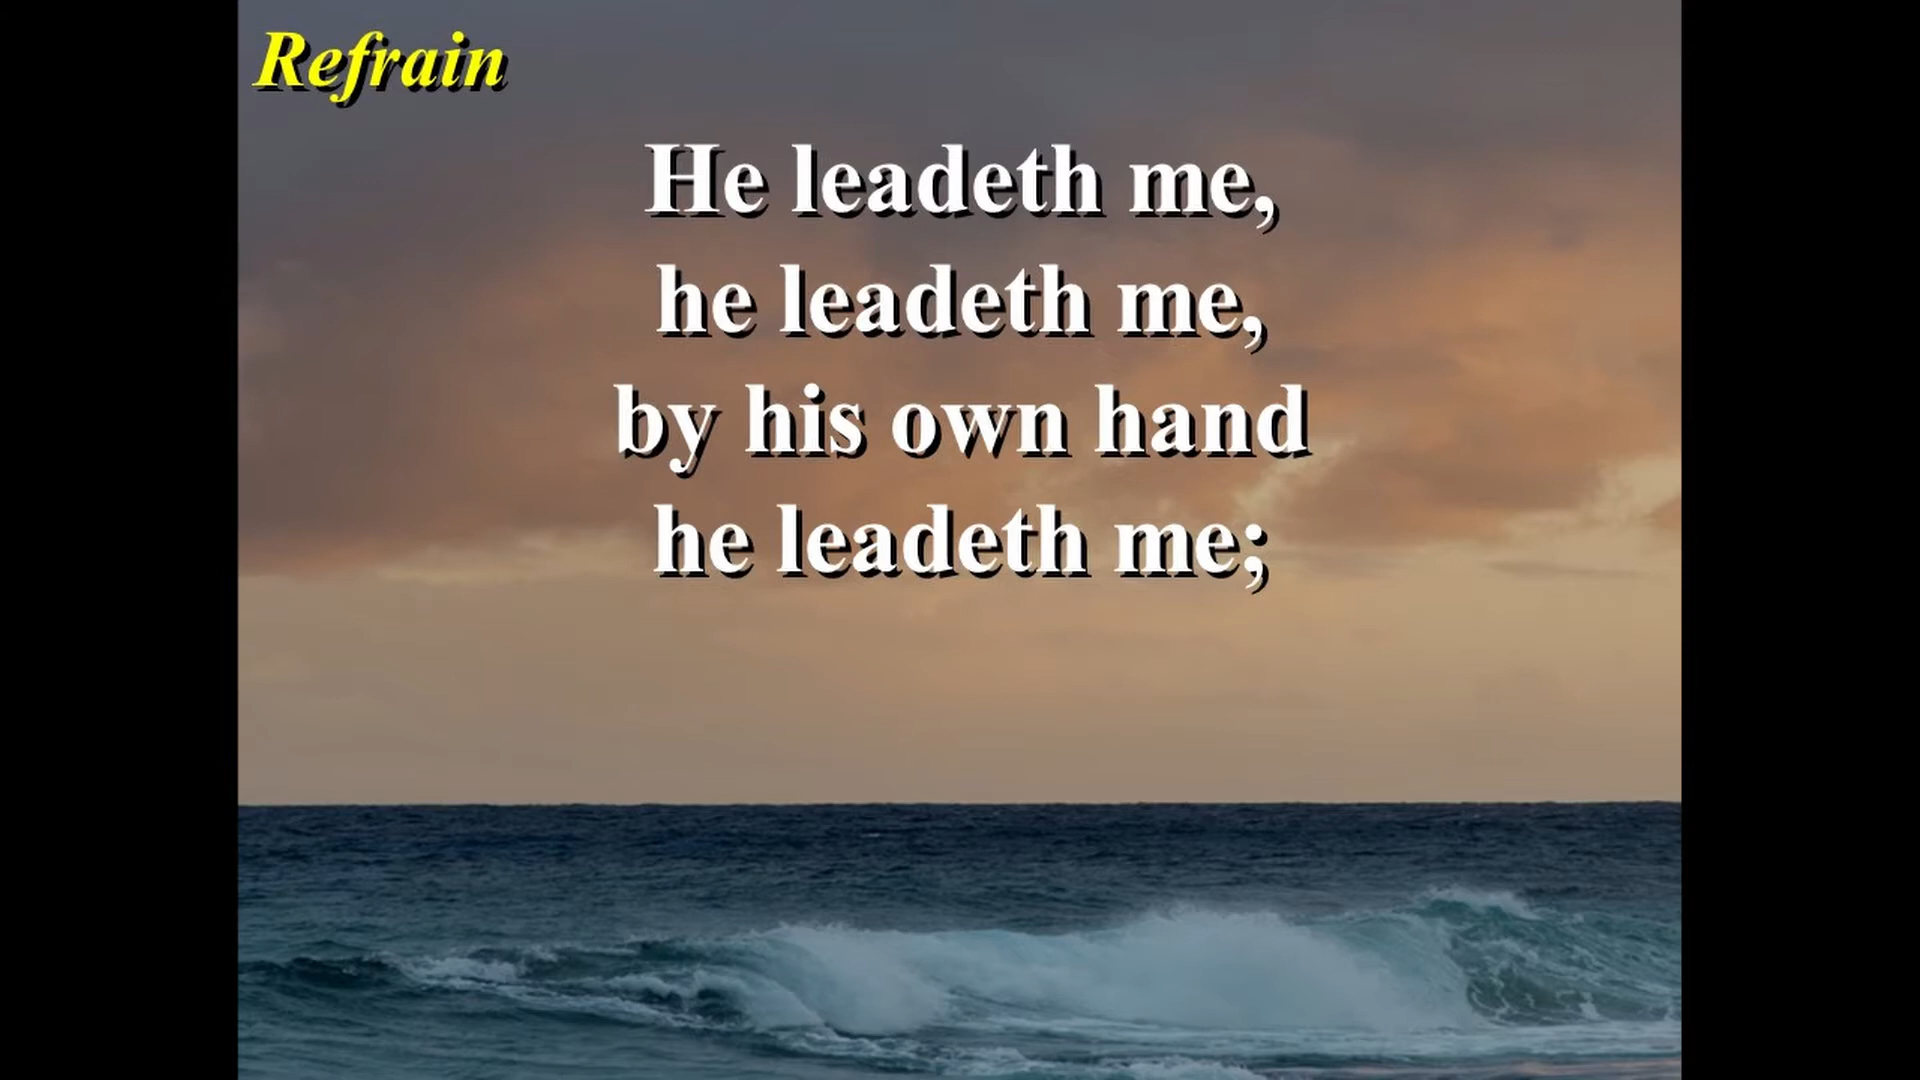 Refrain
He leadeth me,
he leadeth me,
by his own hand
he leadeth me;